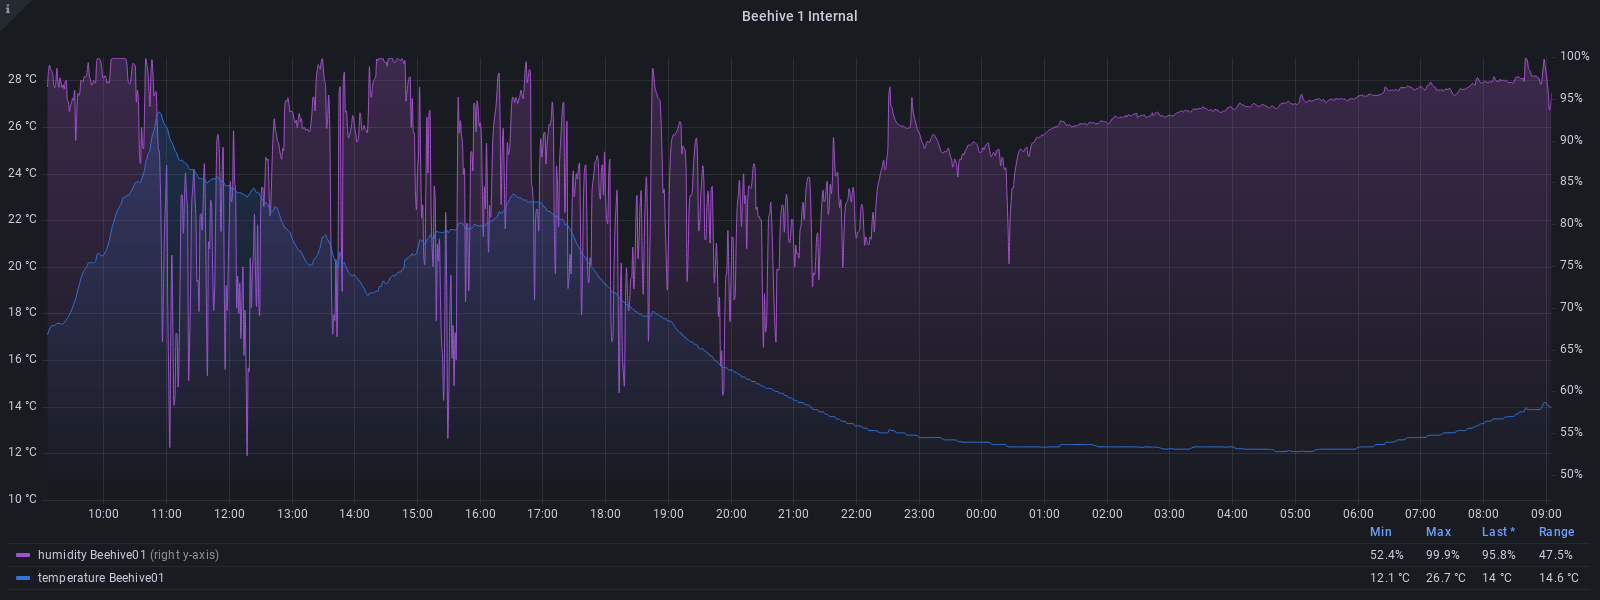 i
Beehive 1 Internal
28 °C
26 °C
24 °C
22 °C
20 °C
18 °C
16 °C
14 °C
12 °C
10 °C
100%
95%
90%
85%
80%
75%
70%
65%
60%
55%
50%
10:00 11:00 12:00 13:00 14:00 15:00 16:00 17:00 18:00 19:00 20:00 21:00 22:00 23:00 00:00 01:00 02:00 03:00 04:00 05:00 06:00 07:00 08:00 09:00
Min Max Last * Range
humidity Beehive01 (right y-axis) 52.4% 99.9% 95.8% 47.5%
temperature Beehive01 12.1 °C 26.7 °C 14 °C 14.6 °C